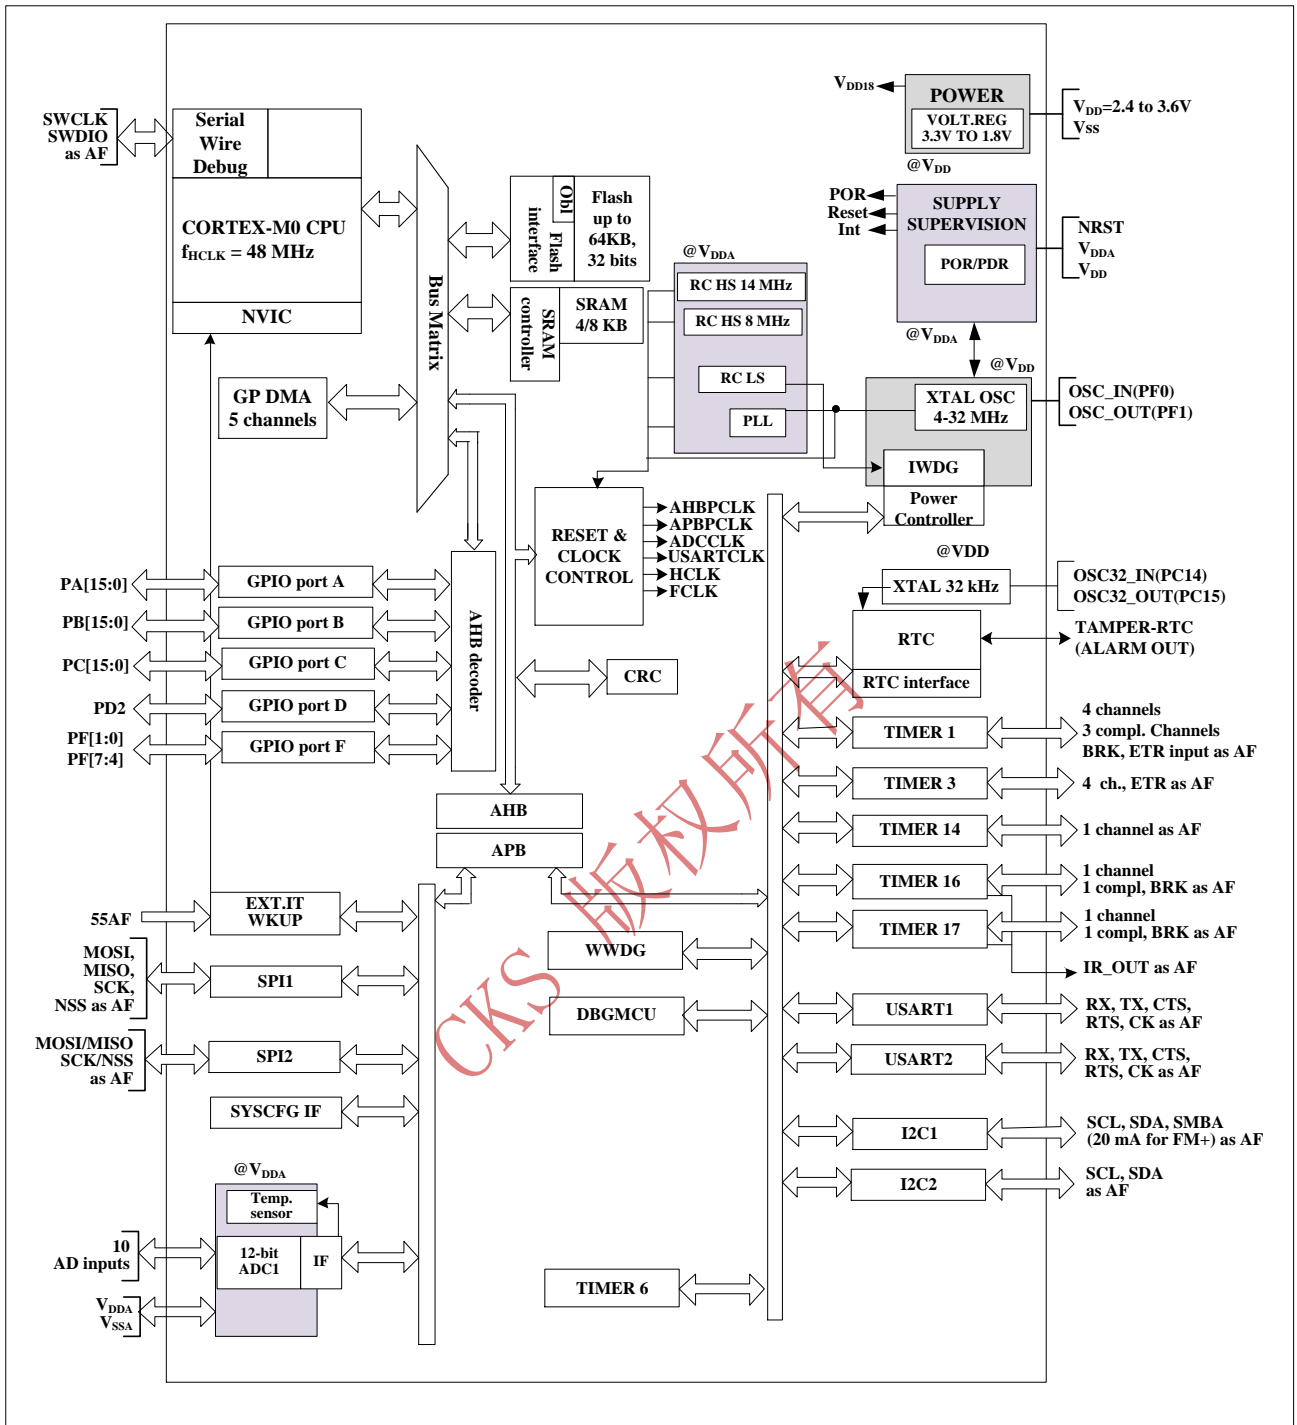 SWCLK
SWDIO
as AF
Serial
Wire
Debug
CORTEX-M0 CPU
fHCLK = 48 MHz
NVIC
GP DMA
5 channels
Bus Matrix
Obl
Flash
interface
Flash
up to
64KB,
32 bits
SRAM
controller
SRAM
4/8 KB
VDD18
POWER
VOLT.REG
3.3V TO 1.8V
VDD=2.4 to 3.6V
Vss
@VDD
POR
Reset
Int
SUPPLY
SUPERVISION
POR/PDR
NRST
VDDA
VDD
@VDDA
@VDDA
RC HS 14 MHz
RC HS 8 MHz
RC LS
PLL
@VDD
XTAL OSC
4-32 MHz
OSC_IN(PF0)
OSC_OUT(PF1)
IWDG
Power
Controller
RESET &
CLOCK
CONTROL
AHBPCLK
APBPCLK
ADCCLK
USARTCLK
HCLK
FCLK
@VDD
XTAL 32 kHz
OSC32_IN(PC14)
OSC32_OUT(PC15)
RTC
RTC interface
TAMPER-RTC
(ALARM OUT)
PA[15:0]
GPIO port A
PB[15:0]
GPIO port B
PC[15:0]
GPIO port C
PD2
GPIO port D
PF[1:0]
PF[7:4]
GPIO port F
AHB decoder
CRC
AHB
APB
TIMER 1
4 channels
3 compl. Channels
BRK, ETR input as AF
TIMER 3
4 ch., ETR as AF
TIMER 14
1 channel as AF
TIMER 16
1 channel
1 compl, BRK as AF
TIMER 17
1 channel
1 compl, BRK as AF
IR_OUT as AF
55AF
EXT.IT
WKUP
MOSI,
MISO,
SCK,
NSS as AF
SPI1
MOSI/MISO
SCK/NSS
as AF
SPI2
SYSCFG IF
WWDG
DBGMCU
USART1
RX, TX, CTS,
RTS, CK as AF
USART2
RX, TX, CTS,
RTS, CK as AF
I2C1
SCL, SDA, SMBA
(20 mA for FM+) as AF
I2C2
SCL, SDA
as AF
@VDDA
Temp.
sensor
10
AD inputs
12-bit
ADC1
IF
VDDA
VSSA
TIMER 6
CKS 版权所有